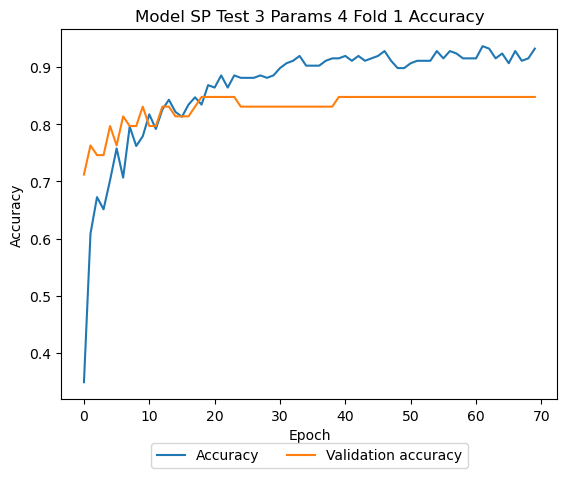 Model SP Test 3 Params 4 Fold 1 Accuracy
Accuracy
0.9
0.8
0.7
0.6
0.5
0.4
0 10 20 30 40 50 60 70
Epoch
Accuracy Validation accuracy